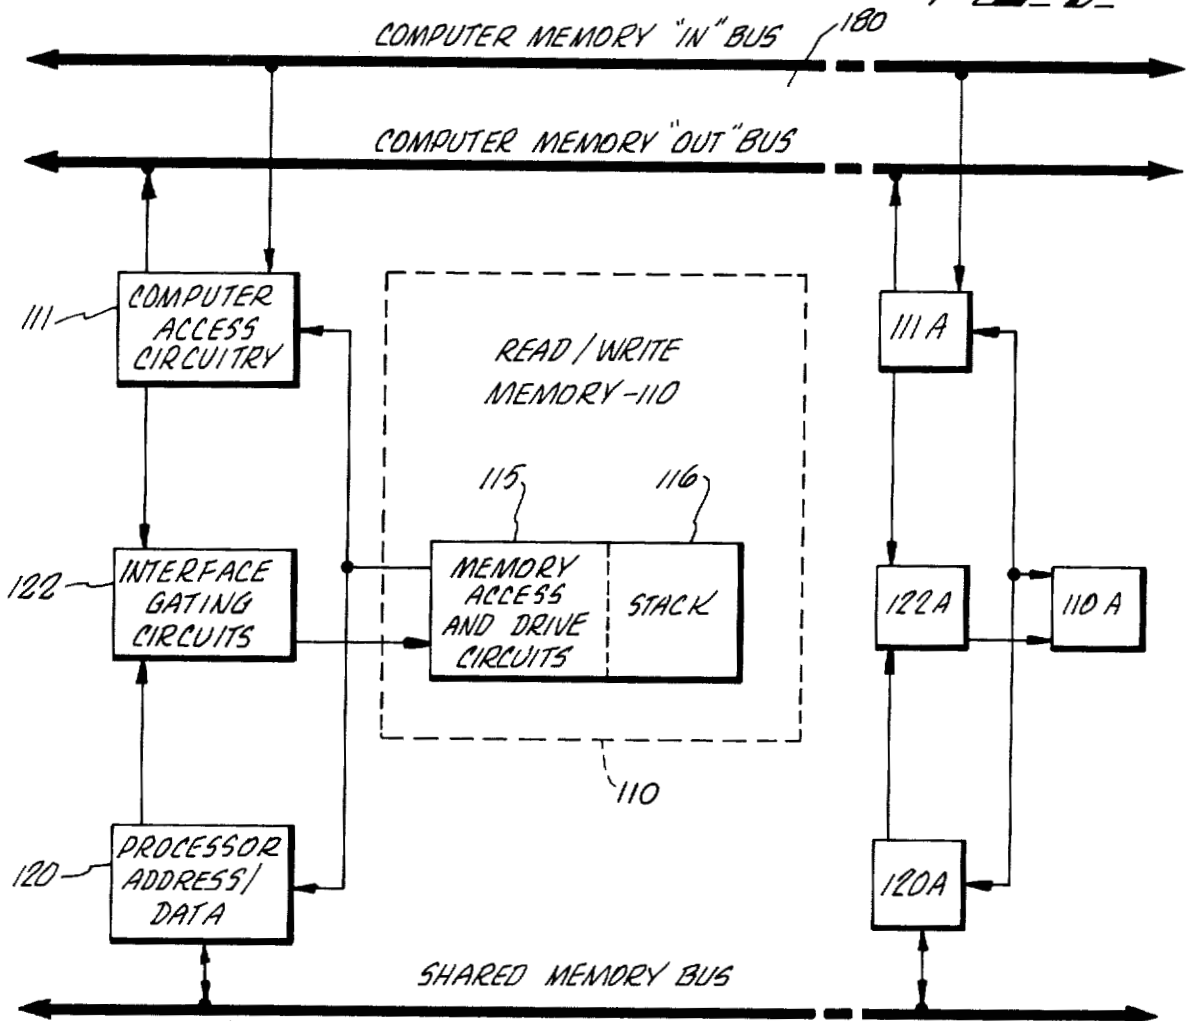 COMPUTER MEMORY "IN" BUS
180
COMPUTER MEMORY "OUT" BUS
111
COMPUTER
ACCESS
CIRCUITRY
READ/WRITE
MEMORY-110
111A
115
116
122
INTERFACE
GATING
CIRCUITS
MEMORY
ACCESS
AND DRIVE
CIRCUITS
STACK
122A
110A
110
120
PROCESSOR
ADDRESS/
DATA
120A
SHARED MEMORY BUS